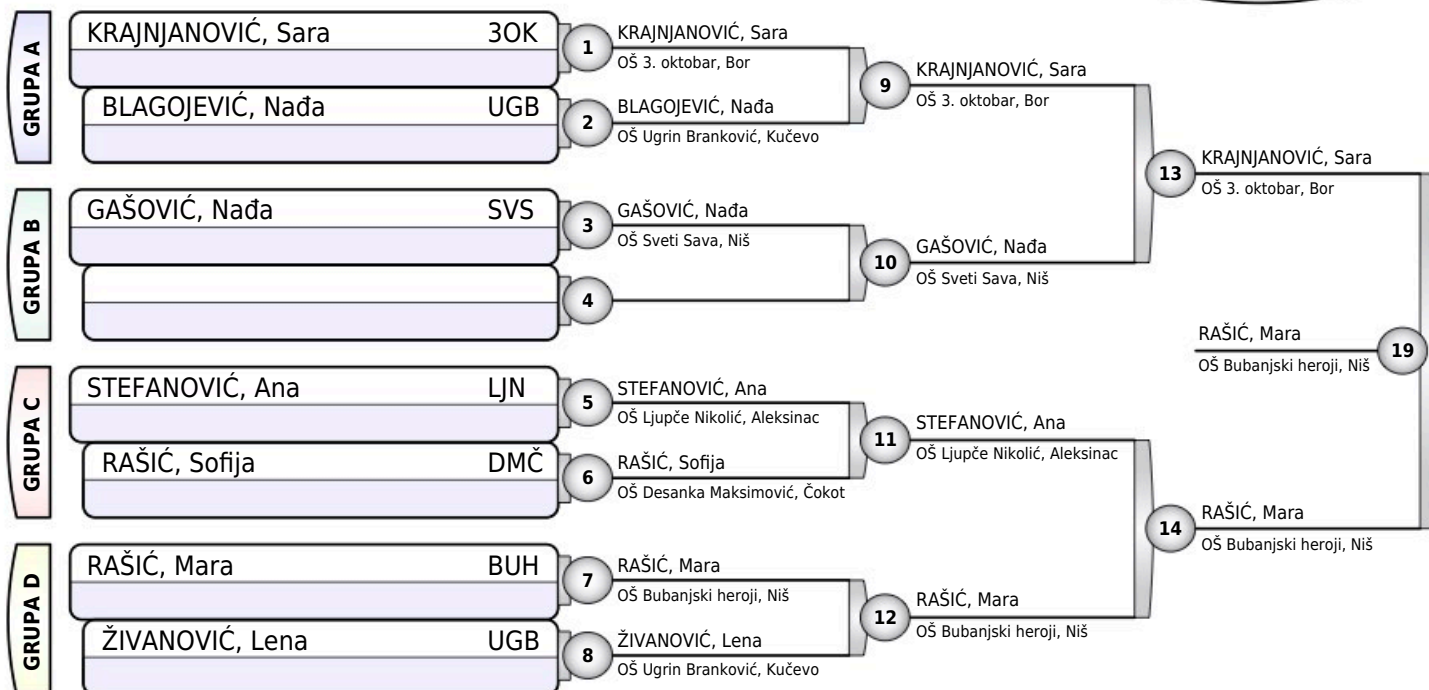 GRUPA A
KRAJNJANOVIĆ, Sara 3OK
BLAGOJEVIĆ, Nađa UGB
1
KRAJNJANOVIĆ, Sara
OŠ 3. oktobar, Bor
2
BLAGOJEVIĆ, Nađa
OŠ Ugrin Branković, Kučevo
9
KRAJNJANOVIĆ, Sara
OŠ 3. oktobar, Bor
GRUPA B
GAŠOVIĆ, Nađa SVS
3
GAŠOVIĆ, Nađa
OŠ Sveti Sava, Niš
4
10
GAŠOVIĆ, Nađa
OŠ Sveti Sava, Niš
13
KRAJNJANOVIĆ, Sara
OŠ 3. oktobar, Bor
GRUPA C
STEFANOVIĆ, Ana LJN
RAŠIĆ, Sofija DMČ
5
STEFANOVIĆ, Ana
OŠ Ljupče Nikolić, Aleksinac
6
RAŠIĆ, Sofija
OŠ Desanka Maksimović, Čokot
11
STEFANOVIĆ, Ana
OŠ Ljupče Nikolić, Aleksinac
GRUPA D
RAŠIĆ, Mara BUH
ŽIVANOVIĆ, Lena UGB
7
RAŠIĆ, Mara
OŠ Bubanjski heroji, Niš
8
ŽIVANOVIĆ, Lena
OŠ Ugrin Branković, Kučevo
12
RAŠIĆ, Mara
OŠ Bubanjski heroji, Niš
14
RAŠIĆ, Mara
OŠ Bubanjski heroji, Niš
RAŠIĆ, Mara
OŠ Bubanjski heroji, Niš
19